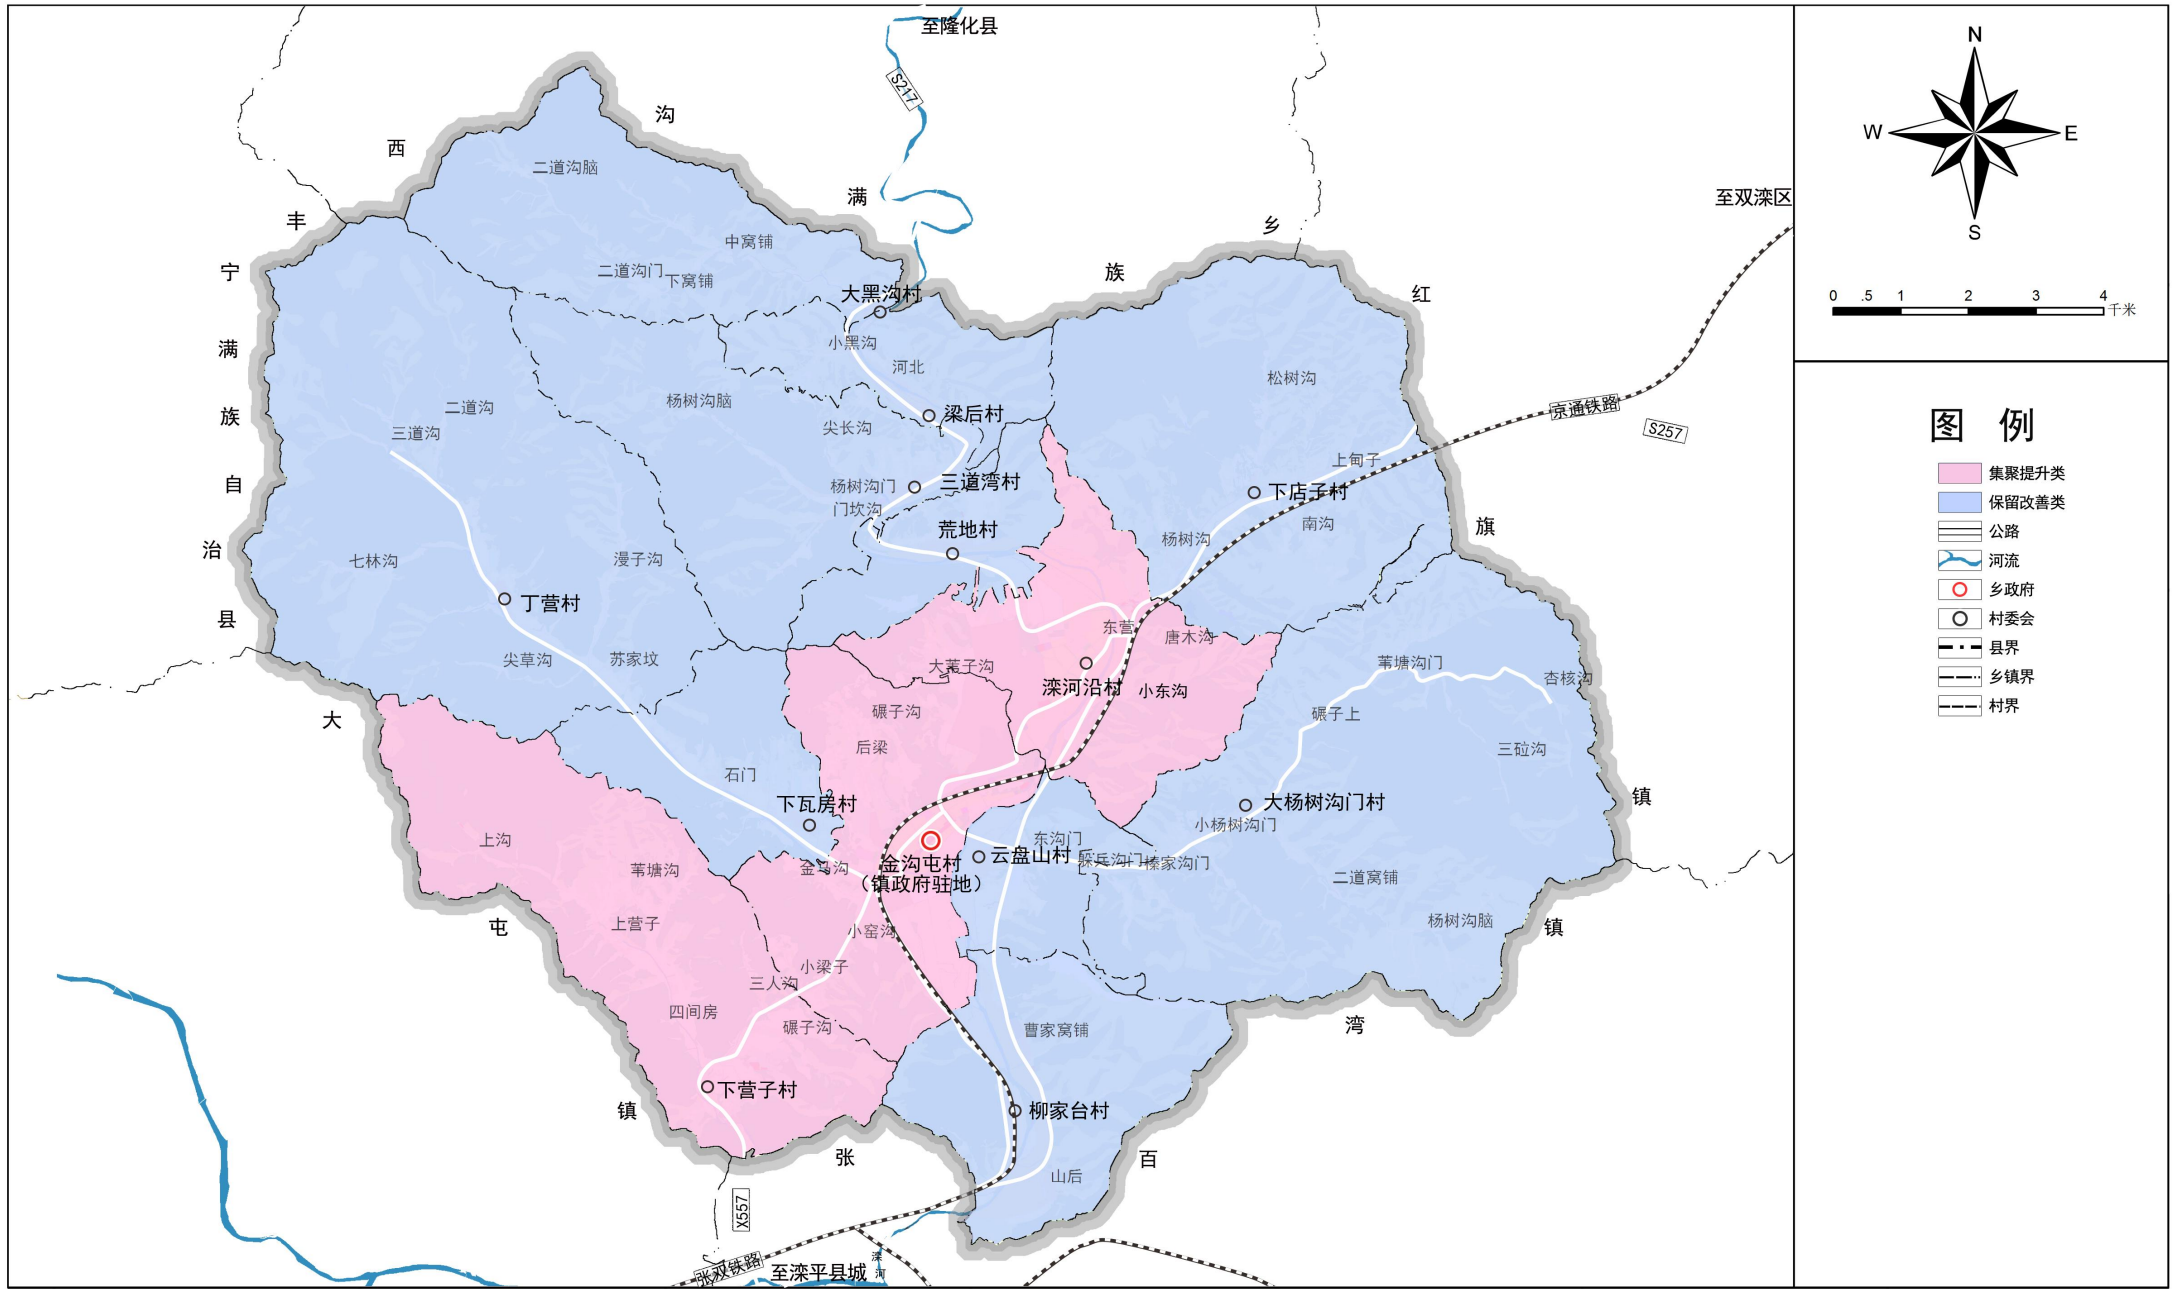 至隆化县
S217
N
W
E
S
沟
西
满
至双滦区
二道沟脑
丰
乡
中窝铺
宁
二道沟门
下窝铺
族
红
大黑沟村
0 .5 1 2 3 4
千米
满
小黑沟
河北
松树沟
杨树沟脑
京通铁路
二道沟
族
梁后村
尖长沟
S257
图 例
三道沟
上甸子
集聚提升类
自
杨树沟门
三道湾村
下店子村
保留改善类
门坎沟
南沟
旗
荒地村
公路
杨树沟
治
七林沟
漫子沟
河流
乡政府
丁营村
县
村委会
东营
唐木沟
县界
尖草沟
苏家坟
大苇子沟
苇塘沟门
乡镇界
杏核沟
滦河沿村
小东沟
村界
大
碾子沟
碾子上
后梁
三砬沟
石门
镇
下瓦房村
大杨树沟门村
小杨树沟门
上沟
东沟门
云盘山村
躲兵沟门
榛家沟门
金沟屯村
（镇政府驻地）
金马沟
苇塘沟
二道窝铺
上营子
屯
小窑沟
杨树沟脑
镇
小梁子
三人沟
四间房
碾子沟
曹家窝铺
湾
下营子村
镇
柳家台村
张
百
山后
X557
张双铁路
至滦平县城
滦
河